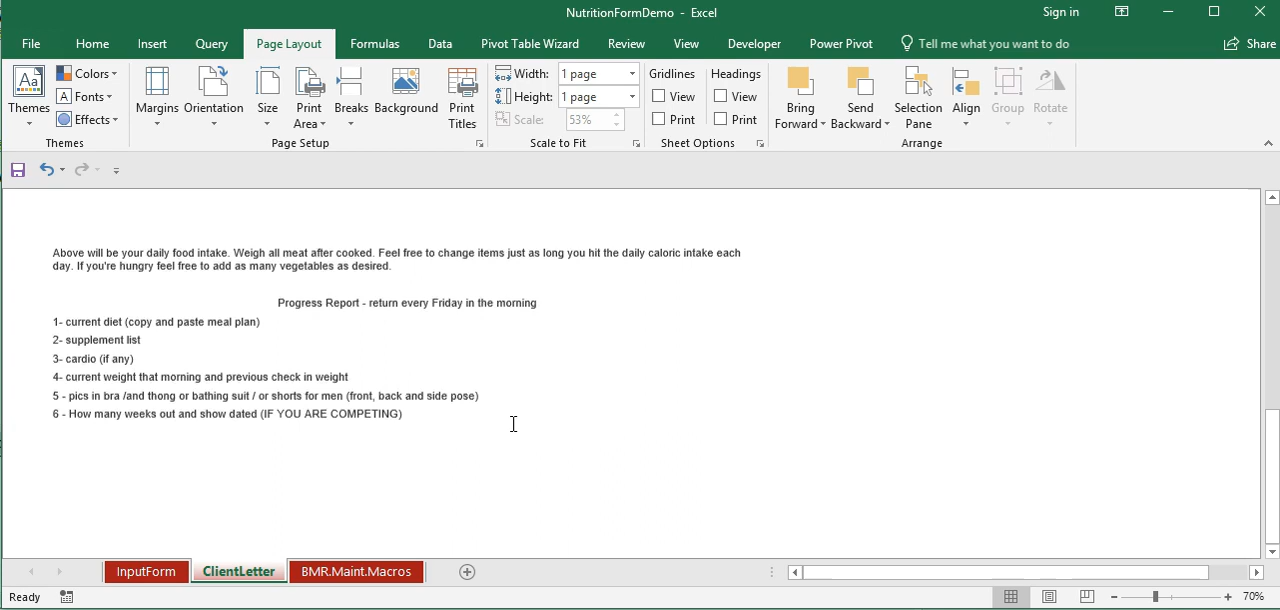 NutritionFormDemo - Excel
Sign in
File Home Insert Query Page Layout Formulas Data Pivot Table Wizard Review View Developer Power Pivot Tell me what you want to do Share
Themes
Colors
Fonts
Effects
Themes
Margins
Orientation
Size
Print Area
Breaks
Background
Print Titles
Page Setup
Width: 1 page
Height: 1 page
Scale: 53%
Scale to Fit
Gridlines
View
Print
Headings
View
Print
Sheet Options
Bring Forward
Send Backward
Selection Pane
Align
Group
Rotate
Arrange
Above will be your daily food intake. Weigh all meat after cooked. Feel free to change items just as long you hit the daily caloric intake each
day. If you're hungry feel free to add as many vegetables as desired.
Progress Report - return every Friday in the morning
1- current diet (copy and paste meal plan)
2- supplement list
3- cardio (if any)
4- current weight that morning and previous check in weight
5 - pics in bra /and thong or bathing suit / or shorts for men (front, back and side pose)
6 - How many weeks out and show dated (IF YOU ARE COMPETING)
InputForm ClientLetter BMR.Maint.Macros
Ready
70%